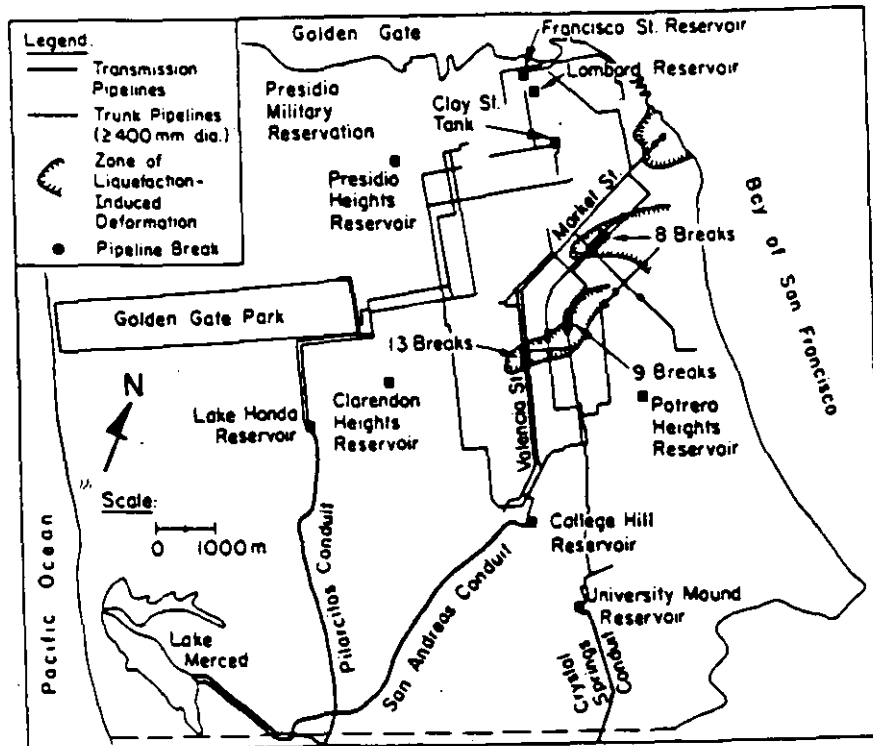 Legend:
Transmission
Pipelines
Trunk Pipelines
(≥400mm dia.)
Zone of
Liquefaction-
Induced
Deformation
Pipeline Break
Golden Gate
Francisco St. Reservoir
Lombard Reservoir
Presidio
Military
Reservation
Clay St.
Tank
Presidio
Heights
Reservoir
Market St.
Bay of San Francisco
8 Breaks
Golden Gate Park
13 Breaks
9 Breaks
N
Lake Honda
Reservoir
Clarendon
Heights
Reservoir
Valencia St.
Potrero
Heights
Reservoir
Scale:
0 1000m
College Hill
Reservoir
Pacific Ocean
Pilarcitos Conduit
San Andreas Conduit
University Mound
Reservoir
Lake
Merced
Crystal
Springs
Conduit